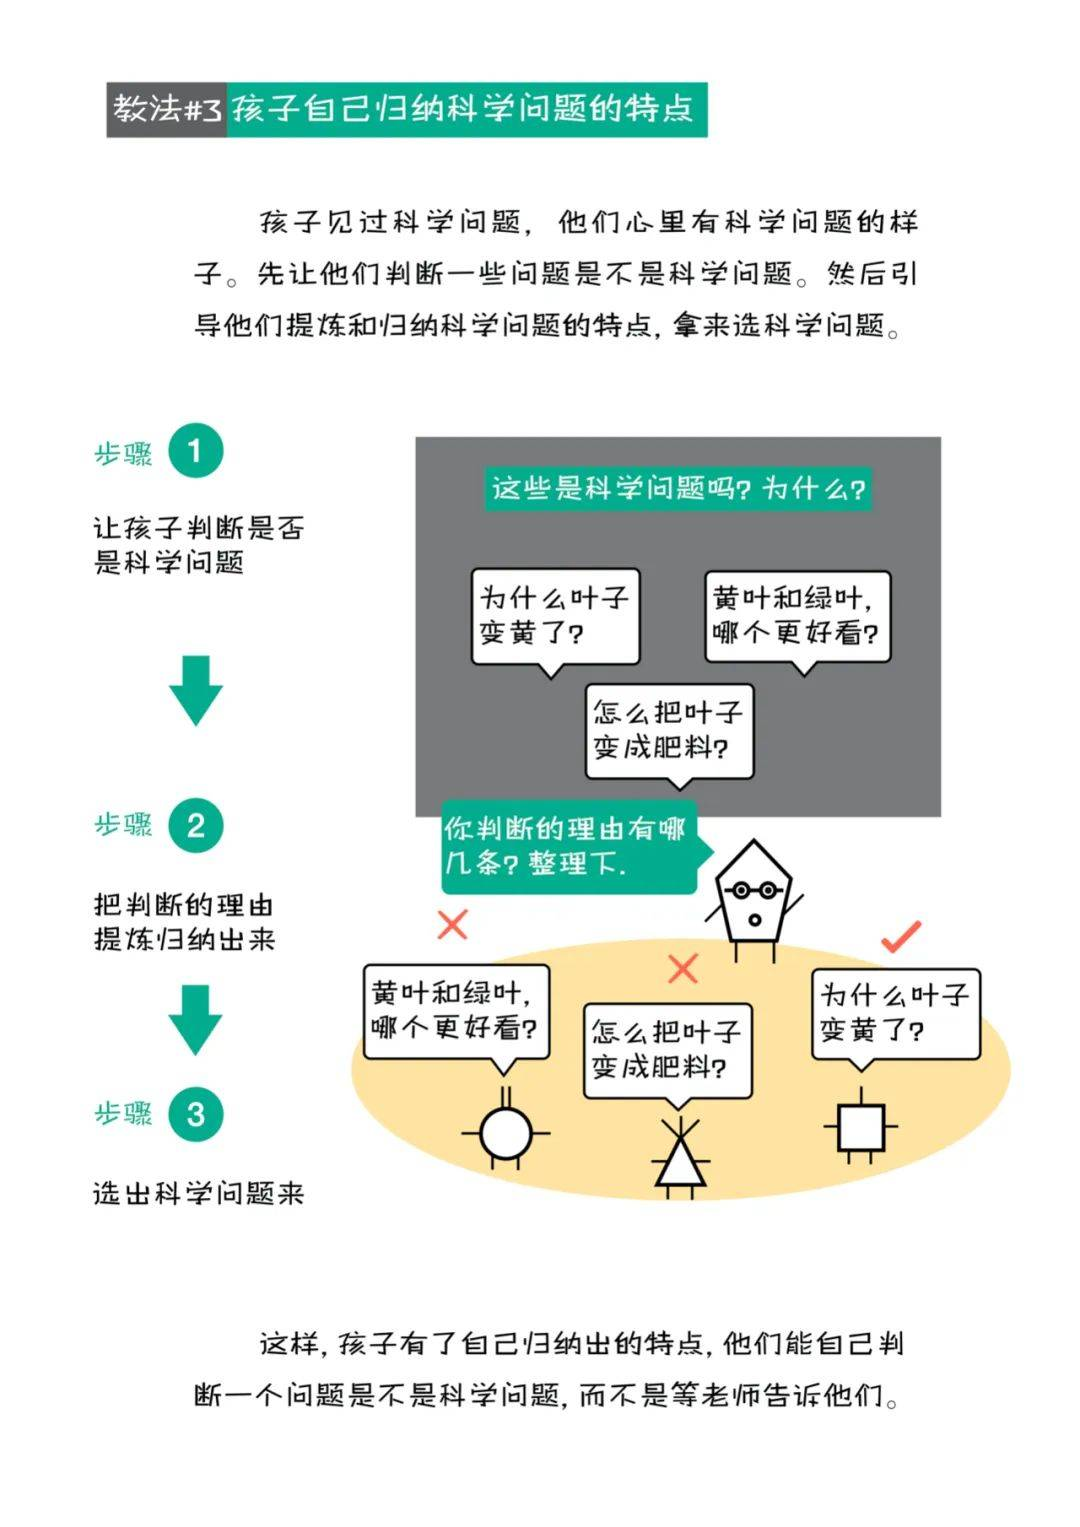 教法#3 孩子自己归纳科学问题的特点
孩子见过科学问题，他们心里有科学问题的样
子。先让他们判断一些问题是不是科学问题。然后引
导他们提炼和归纳科学问题的特点，拿来选科学问题。
步骤 1
让孩子判断是否
是科学问题
这些是科学问题吗？为什么？
为什么叶子
变黄了？
黄叶和绿叶，
哪个更好看？
怎么把叶子
变成肥料？
步骤 2
把判断的理由
提炼归纳出来
你判断的理由有哪
几条？整理下.
黄叶和绿叶，
哪个更好看？
怎么把叶子
变成肥料？
为什么叶子
变黄了？
步骤 3
选出科学问题来
这样，孩子有了自己归纳出的特点，他们能自己判
断一个问题是不是科学问题，而不是等老师告诉他们。